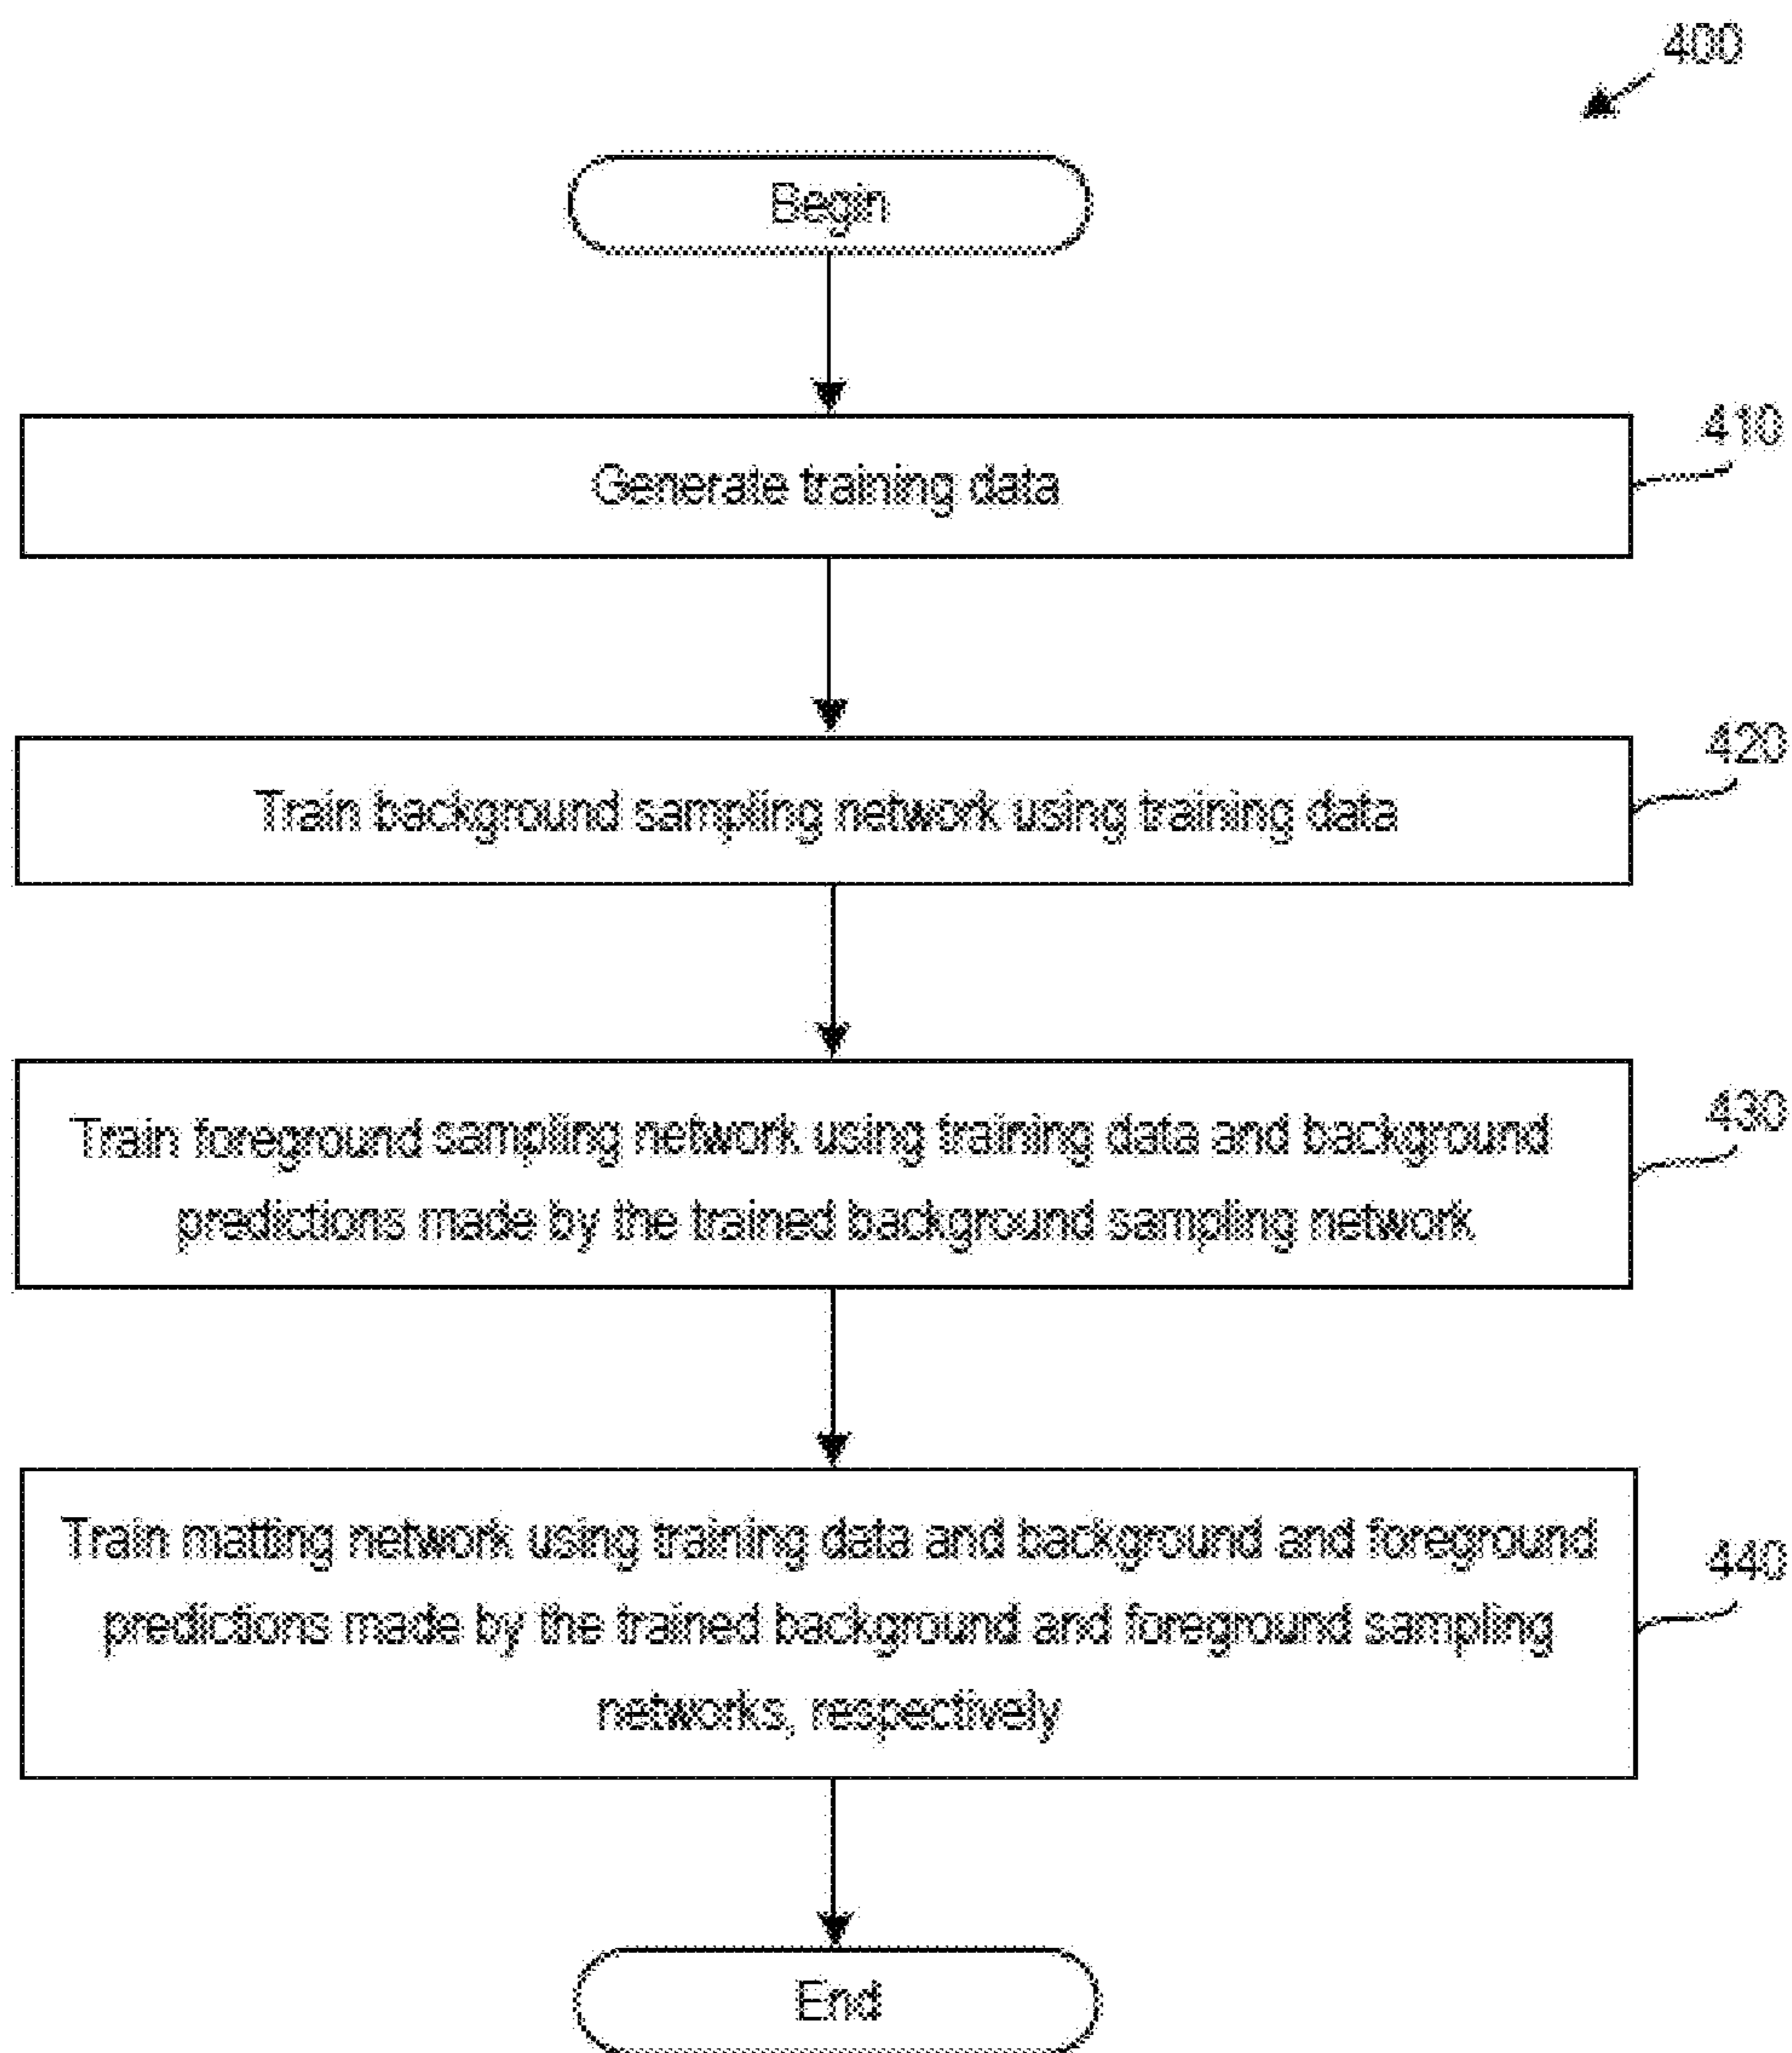 400
Begin
410
Generate training data
420
Train background sampling network using training data
430
Train foreground sampling network using training data and background
predictions made by the trained background sampling network
440
Train matting network using training data and background and foreground
predictions made by the trained background and foreground sampling
networks, respectively
End